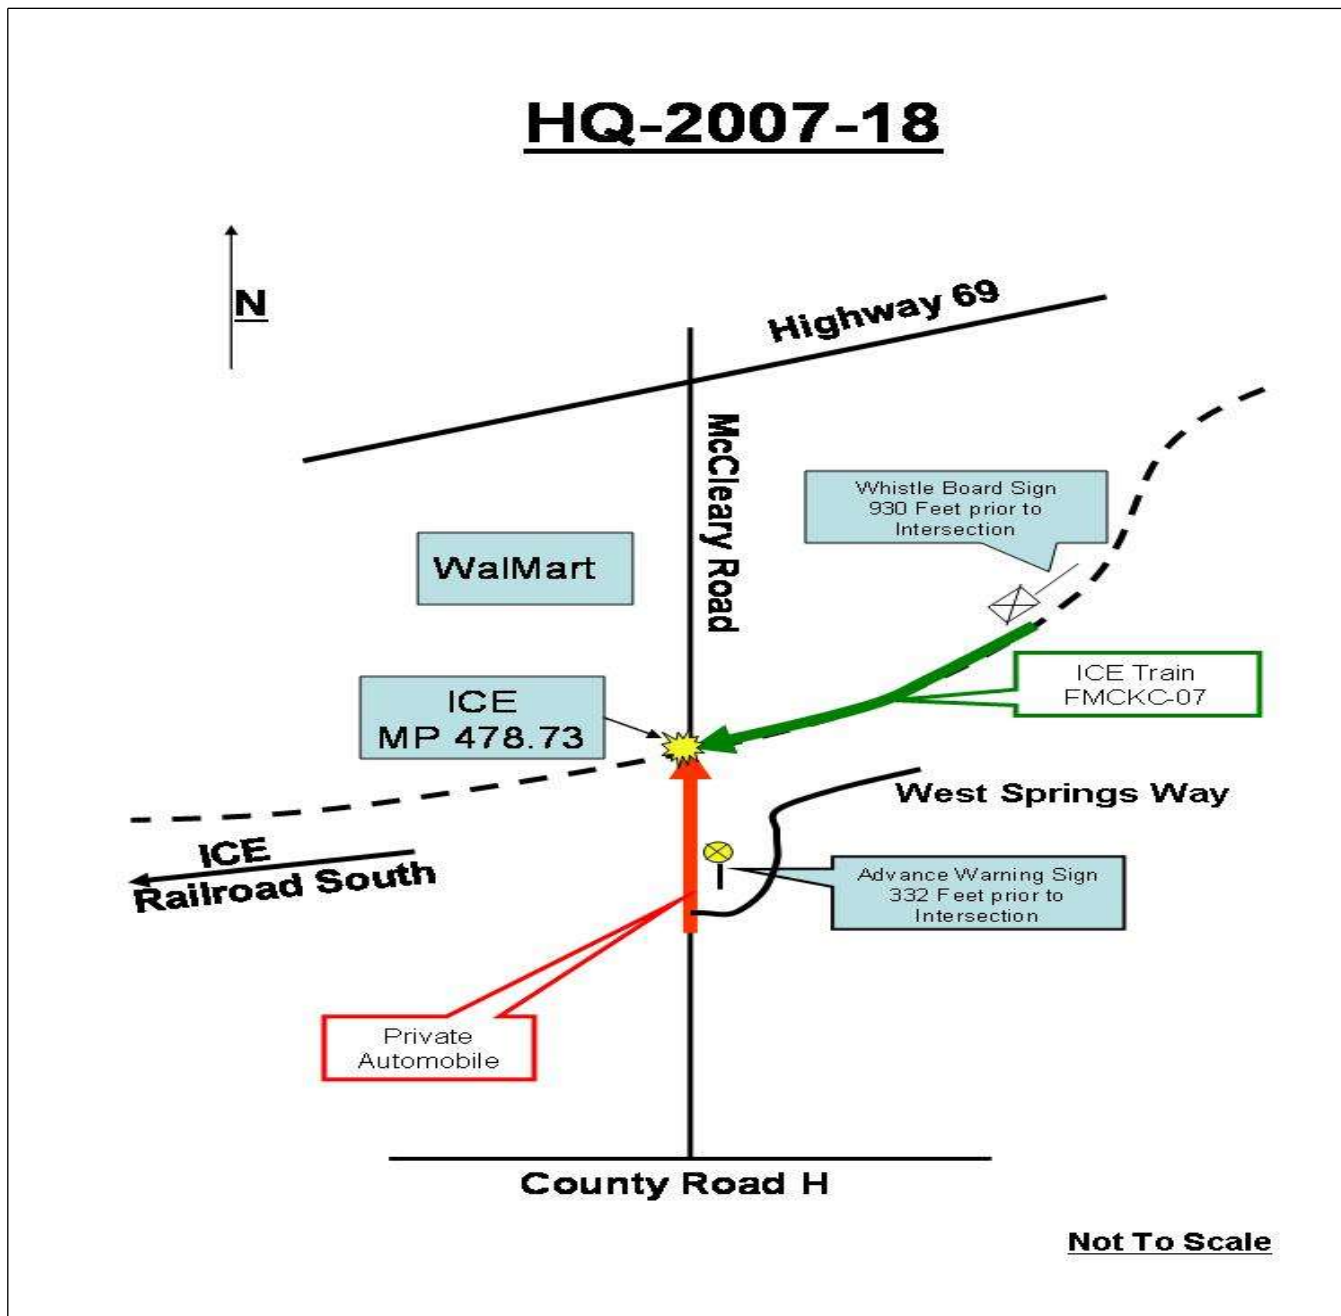 HQ-2007-18
N
Highway 69
McCleary Road
Whistle Board Sign
930 Feet prior to
Intersection
WalMart
ICE Train
FMCKC-07
ICE
MP 478.73
West Springs Way
ICE
Railroad South
Advance Warning Sign
332 Feet prior to
Intersection
Private
Automobile
County Road H
Not To Scale